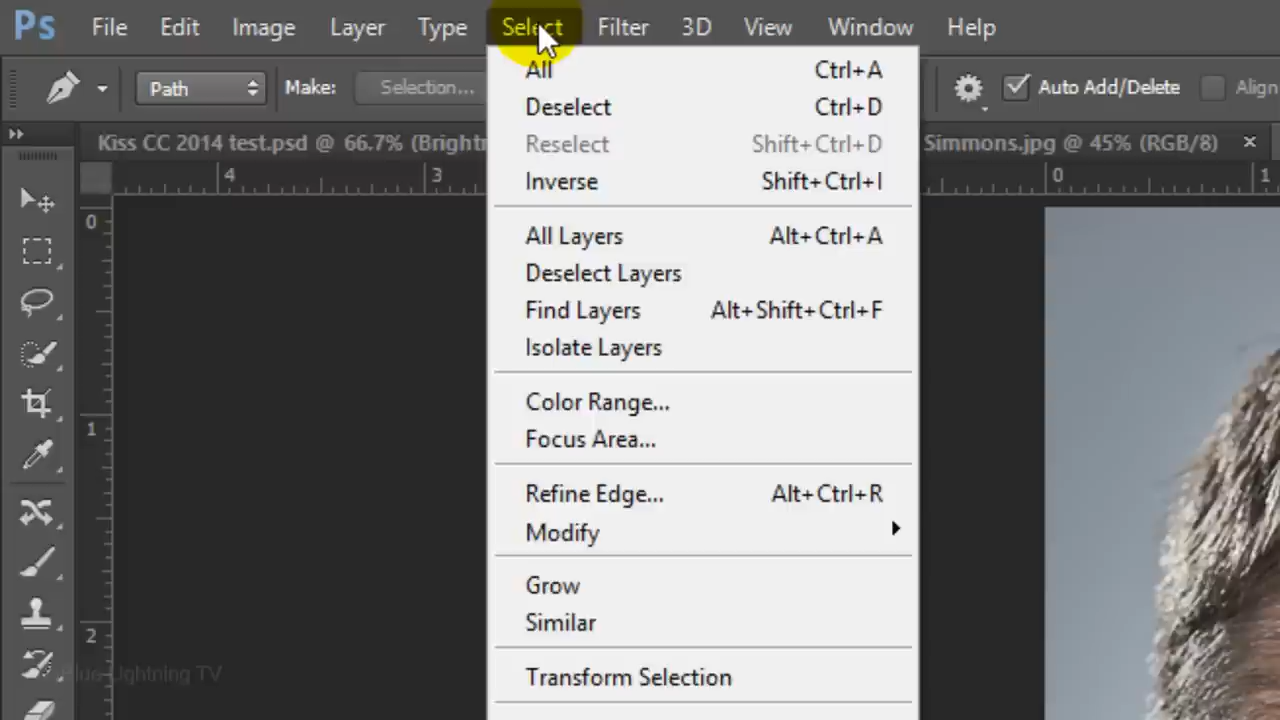 Ps File Edit Image Layer Type Select Filter 3D View Window Help
Path Make: Selection... Auto Add/Delete Align
Kiss CC 2014 test.psd @ 66.7% (Brightn Simmons.jpg @ 45% (RGB/8) ×
4 3 0 1
0
1
2
All Ctrl+A
Deselect Ctrl+D
Reselect Shift+Ctrl+D
Inverse Shift+Ctrl+I
All Layers Alt+Ctrl+A
Deselect Layers
Find Layers Alt+Shift+Ctrl+F
Isolate Layers
Color Range...
Focus Area...
Refine Edge... Alt+Ctrl+R
Modify
Grow
Similar
Transform Selection
Blue Lightning TV